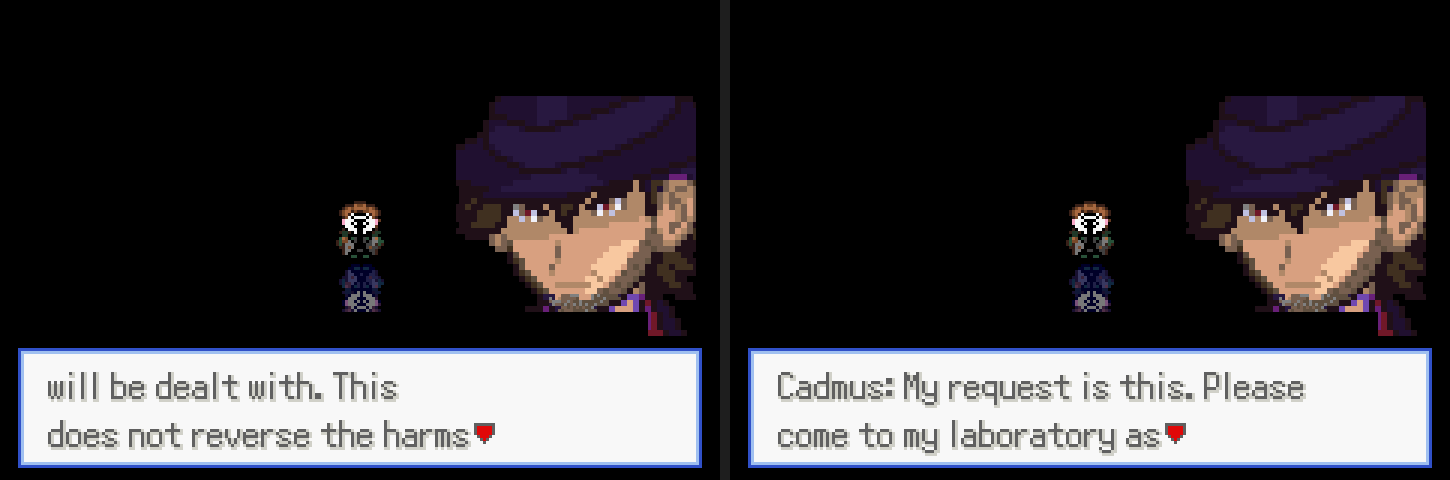 will be dealt with. This
does not reverse the harms
Cadmus: My request is this. Please
come to my laboratory as